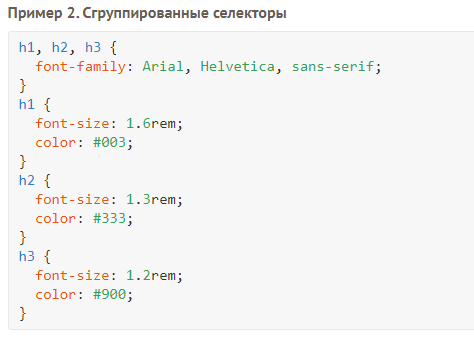 Пример 2. Сгруппированные селекторы
h1, h2, h3 {
  font-family: Arial, Helvetica, sans-serif;
}
h1 {
  font-size: 1.6rem;
  color: #003;
}
h2 {
  font-size: 1.3rem;
  color: #333;
}
h3 {
  font-size: 1.2rem;
  color: #900;
}